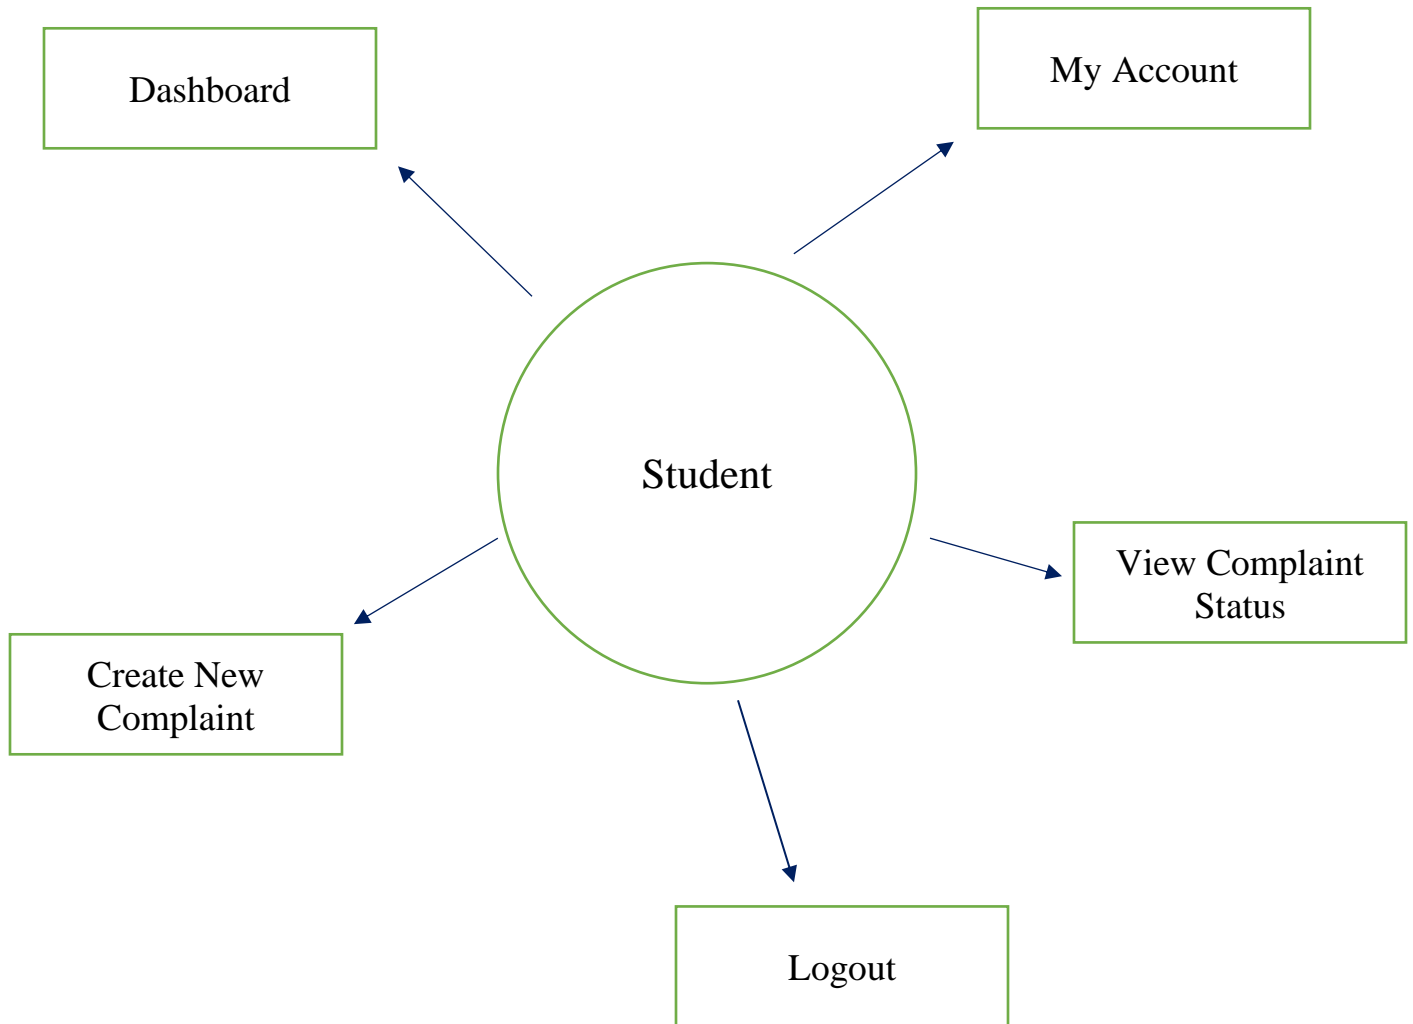 Dashboard
My Account
Student
View Complaint
Status
Create New
Complaint
Logout